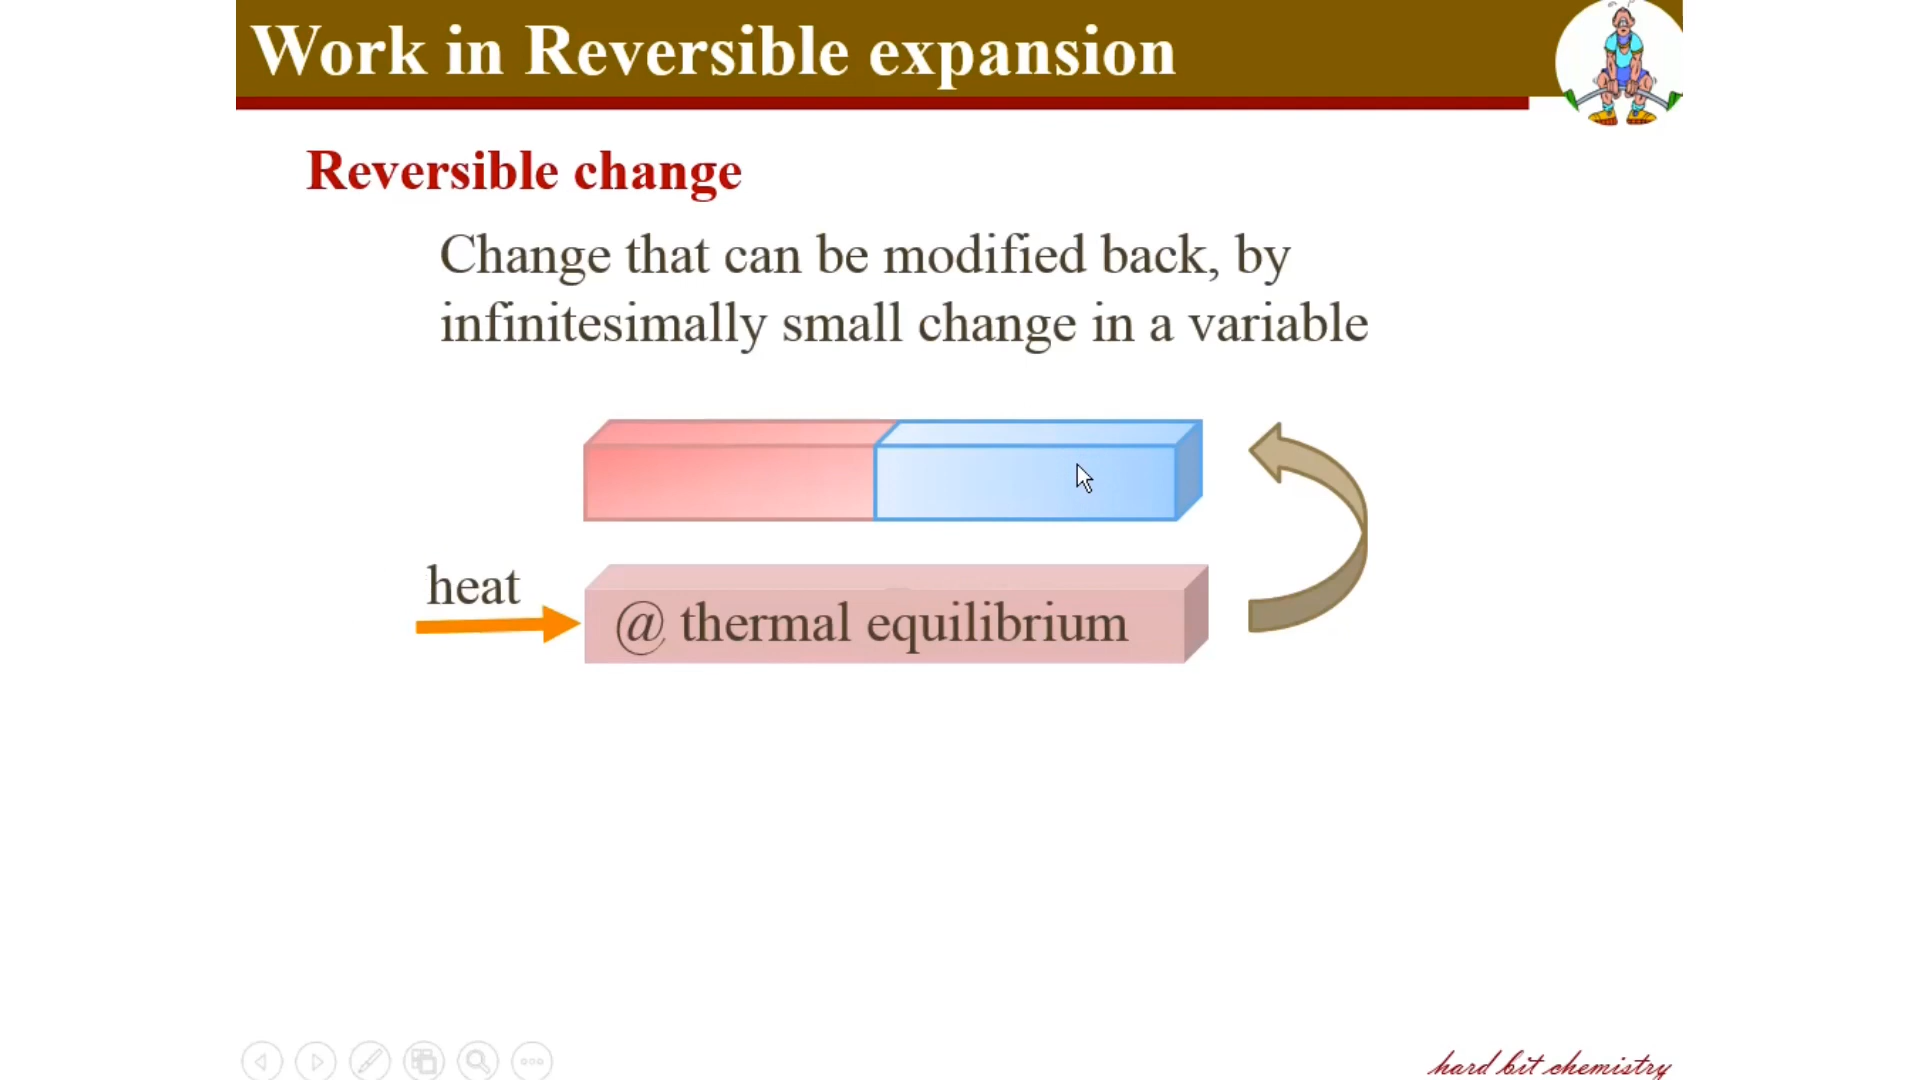 Work in Reversible expansion
Reversible change
Change that can be modified back, by
infinitesimally small change in a variable
heat
@ thermal equilibrium
hard bit chemistry